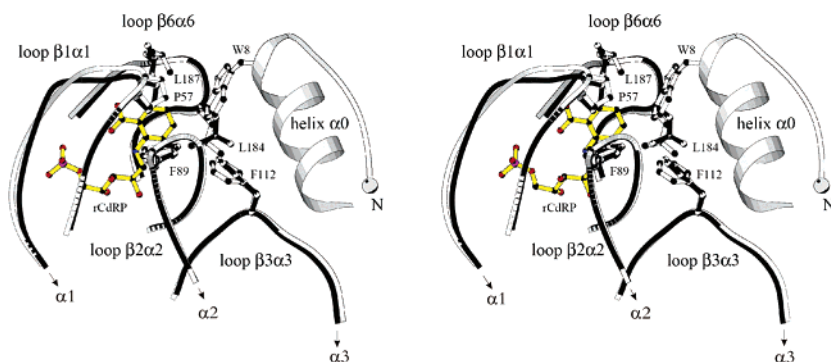 loop β6α6
loop β1α1
W8
L187
P57
helix α0
L184
F89
F112
rCdRP
N
loop β2α2
loop β3α3
α1
α2
α3
loop β6α6
loop β1α1
W8
L187
P57
helix α0
L184
F89
F112
rCdRP
N
loop β2α2
loop β3α3
α1
α2
α3